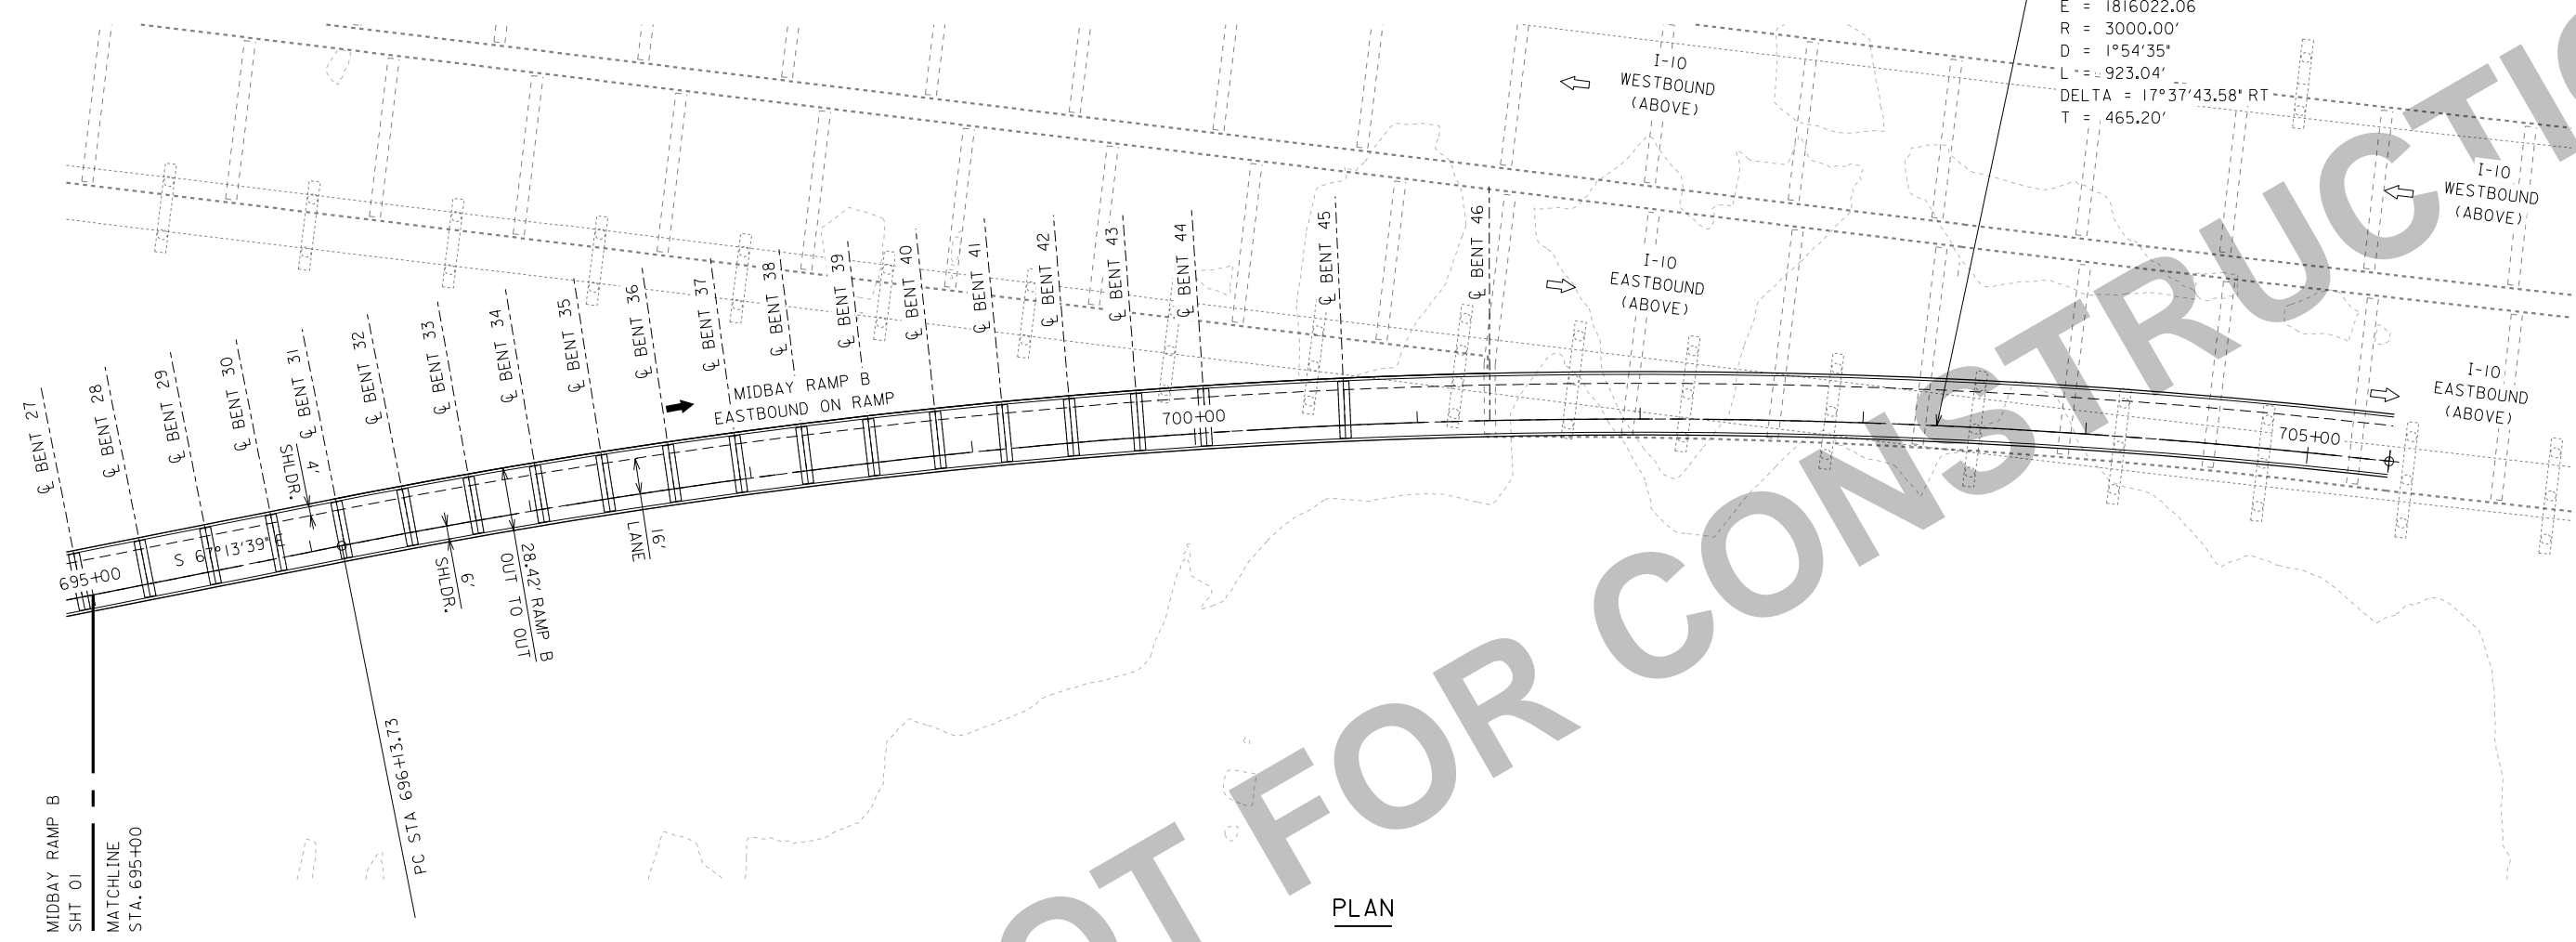 E = 1816022.06
R = 3000.00'
D = 1°54'35"
L = 923.04'
DELTA = 17°37'43.58" RT
T = 465.20'
I-10
WESTBOUND
(ABOVE)
I-10
WESTBOUND
(ABOVE)
I-10
EASTBOUND
(ABOVE)
I-10
EASTBOUND
(ABOVE)
℄ BENT 27
℄ BENT 28
℄ BENT 29
℄ BENT 30
℄ BENT 31
℄ BENT 32
℄ BENT 33
℄ BENT 34
℄ BENT 35
℄ BENT 36
℄ BENT 37
℄ BENT 38
℄ BENT 39
℄ BENT 40
℄ BENT 41
℄ BENT 42
℄ BENT 43
℄ BENT 44
℄ BENT 45
℄ BENT 46
MIDBAY RAMP B
EASTBOUND ON RAMP
695+00
700+00
705+00
S 67°13'39" E
4'
SHLDR.
6'
SHLDR.
28.42' RAMP B
OUT TO OUT
16'
LANE
PC STA 696+13.73
MIDBAY RAMP B
SHT 01
MATCHLINE
STA. 695+00
PLAN
OT FOR CONSTRUCTIO